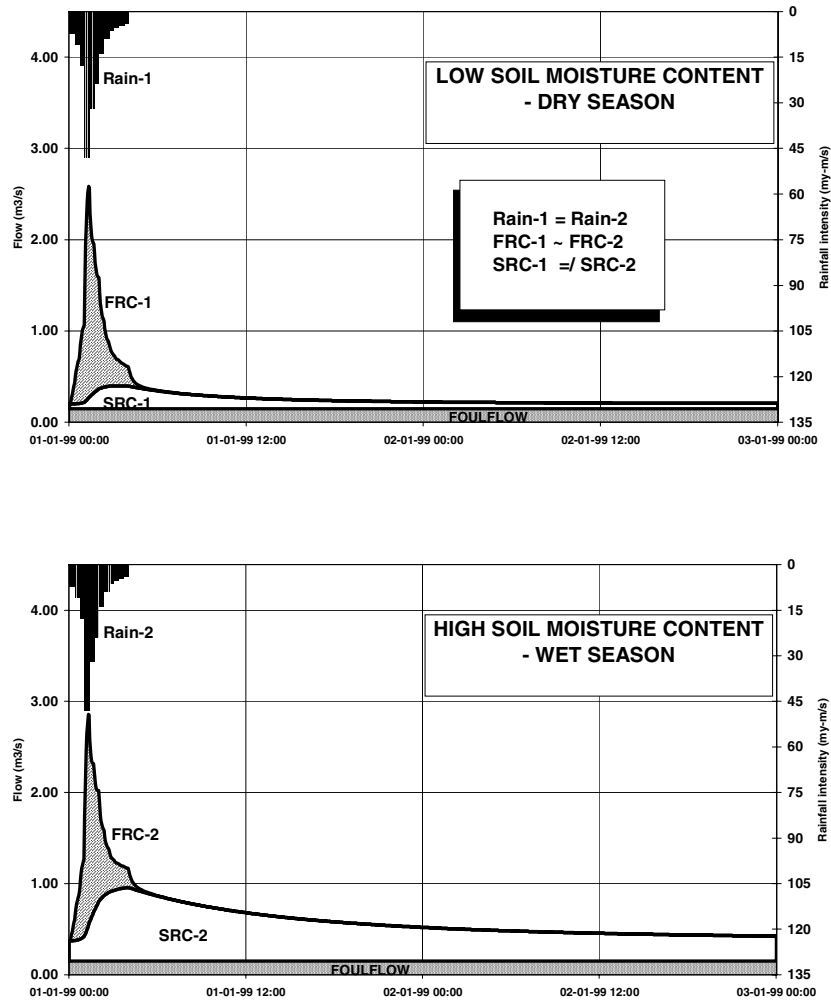 0
4.00
15
Rain-1
LOW SOIL MOISTURE CONTENT
- DRY SEASON
30
3.00
45
Flow (m3/s)
Rainfall intensity (my-m/s)
60
Rain-1 = Rain-2
FRC-1 ~ FRC-2
SRC-1 =/ SRC-2
2.00
75
FRC-1
90
1.00
105
120
SRC-1
FOULFLOW
0.00
135
01-01-99 00:00
01-01-99 12:00
02-01-99 00:00
02-01-99 12:00
03-01-99 00:00
0
4.00
15
Rain-2
HIGH SOIL MOISTURE CONTENT
- WET SEASON
30
3.00
45
Flow (m3/s)
Rainfall intensity (my-m/s)
60
2.00
75
FRC-2
90
1.00
105
SRC-2
120
FOULFLOW
0.00
135
01-01-99 00:00
01-01-99 12:00
02-01-99 00:00
02-01-99 12:00
03-01-99 00:00